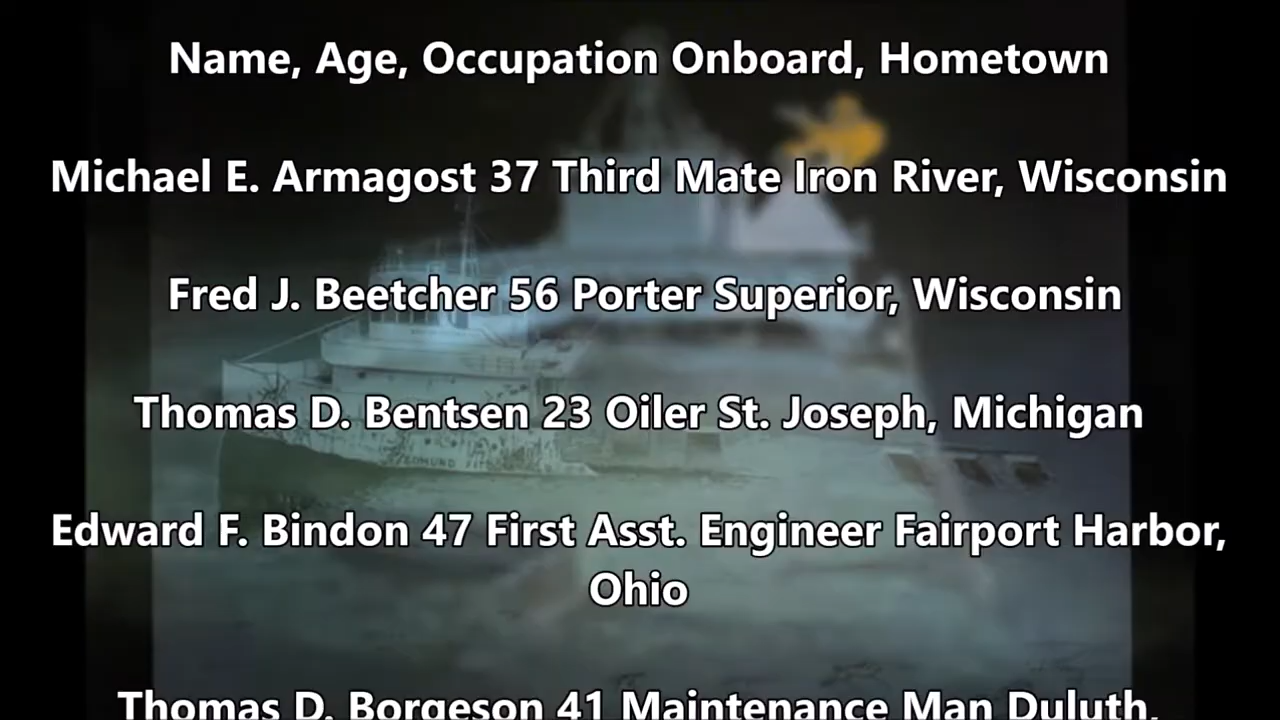 Name, Age, Occupation Onboard, Hometown
Michael E. Armagost 37 Third Mate Iron River, Wisconsin
Fred J. Beetcher 56 Porter Superior, Wisconsin
Thomas D. Bentsen 23 Oiler St. Joseph, Michigan
EDMUND
Edward F. Bindon 47 First Asst. Engineer Fairport Harbor,
Ohio
Thomas D. Borgeson 41 Maintenance Man Duluth,